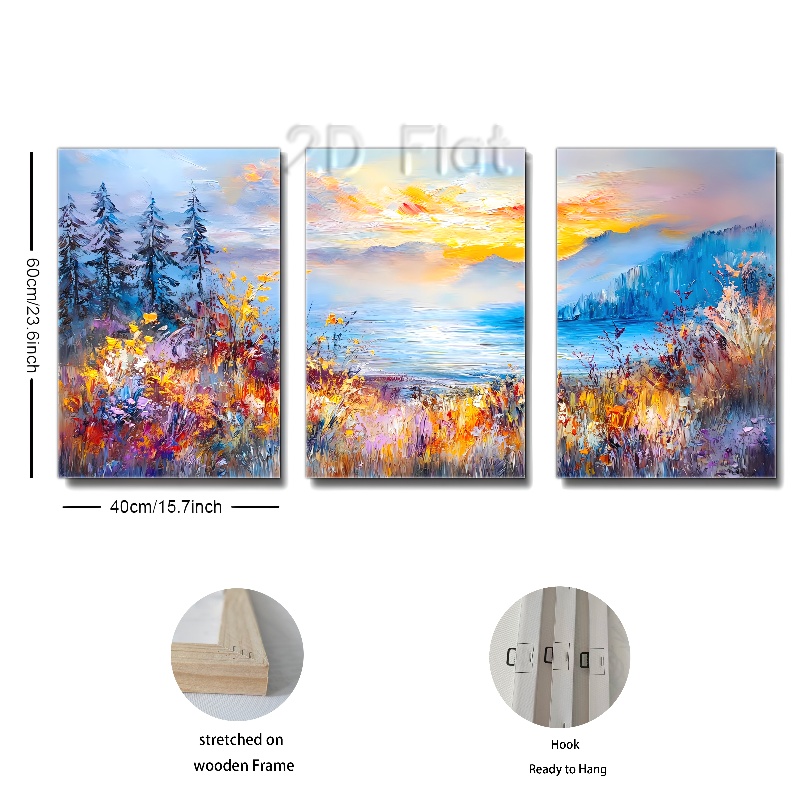 2D Flat
60cm/23.6inch
40cm/15.7inch
stretched on
wooden Frame
Hook
Ready to Hang